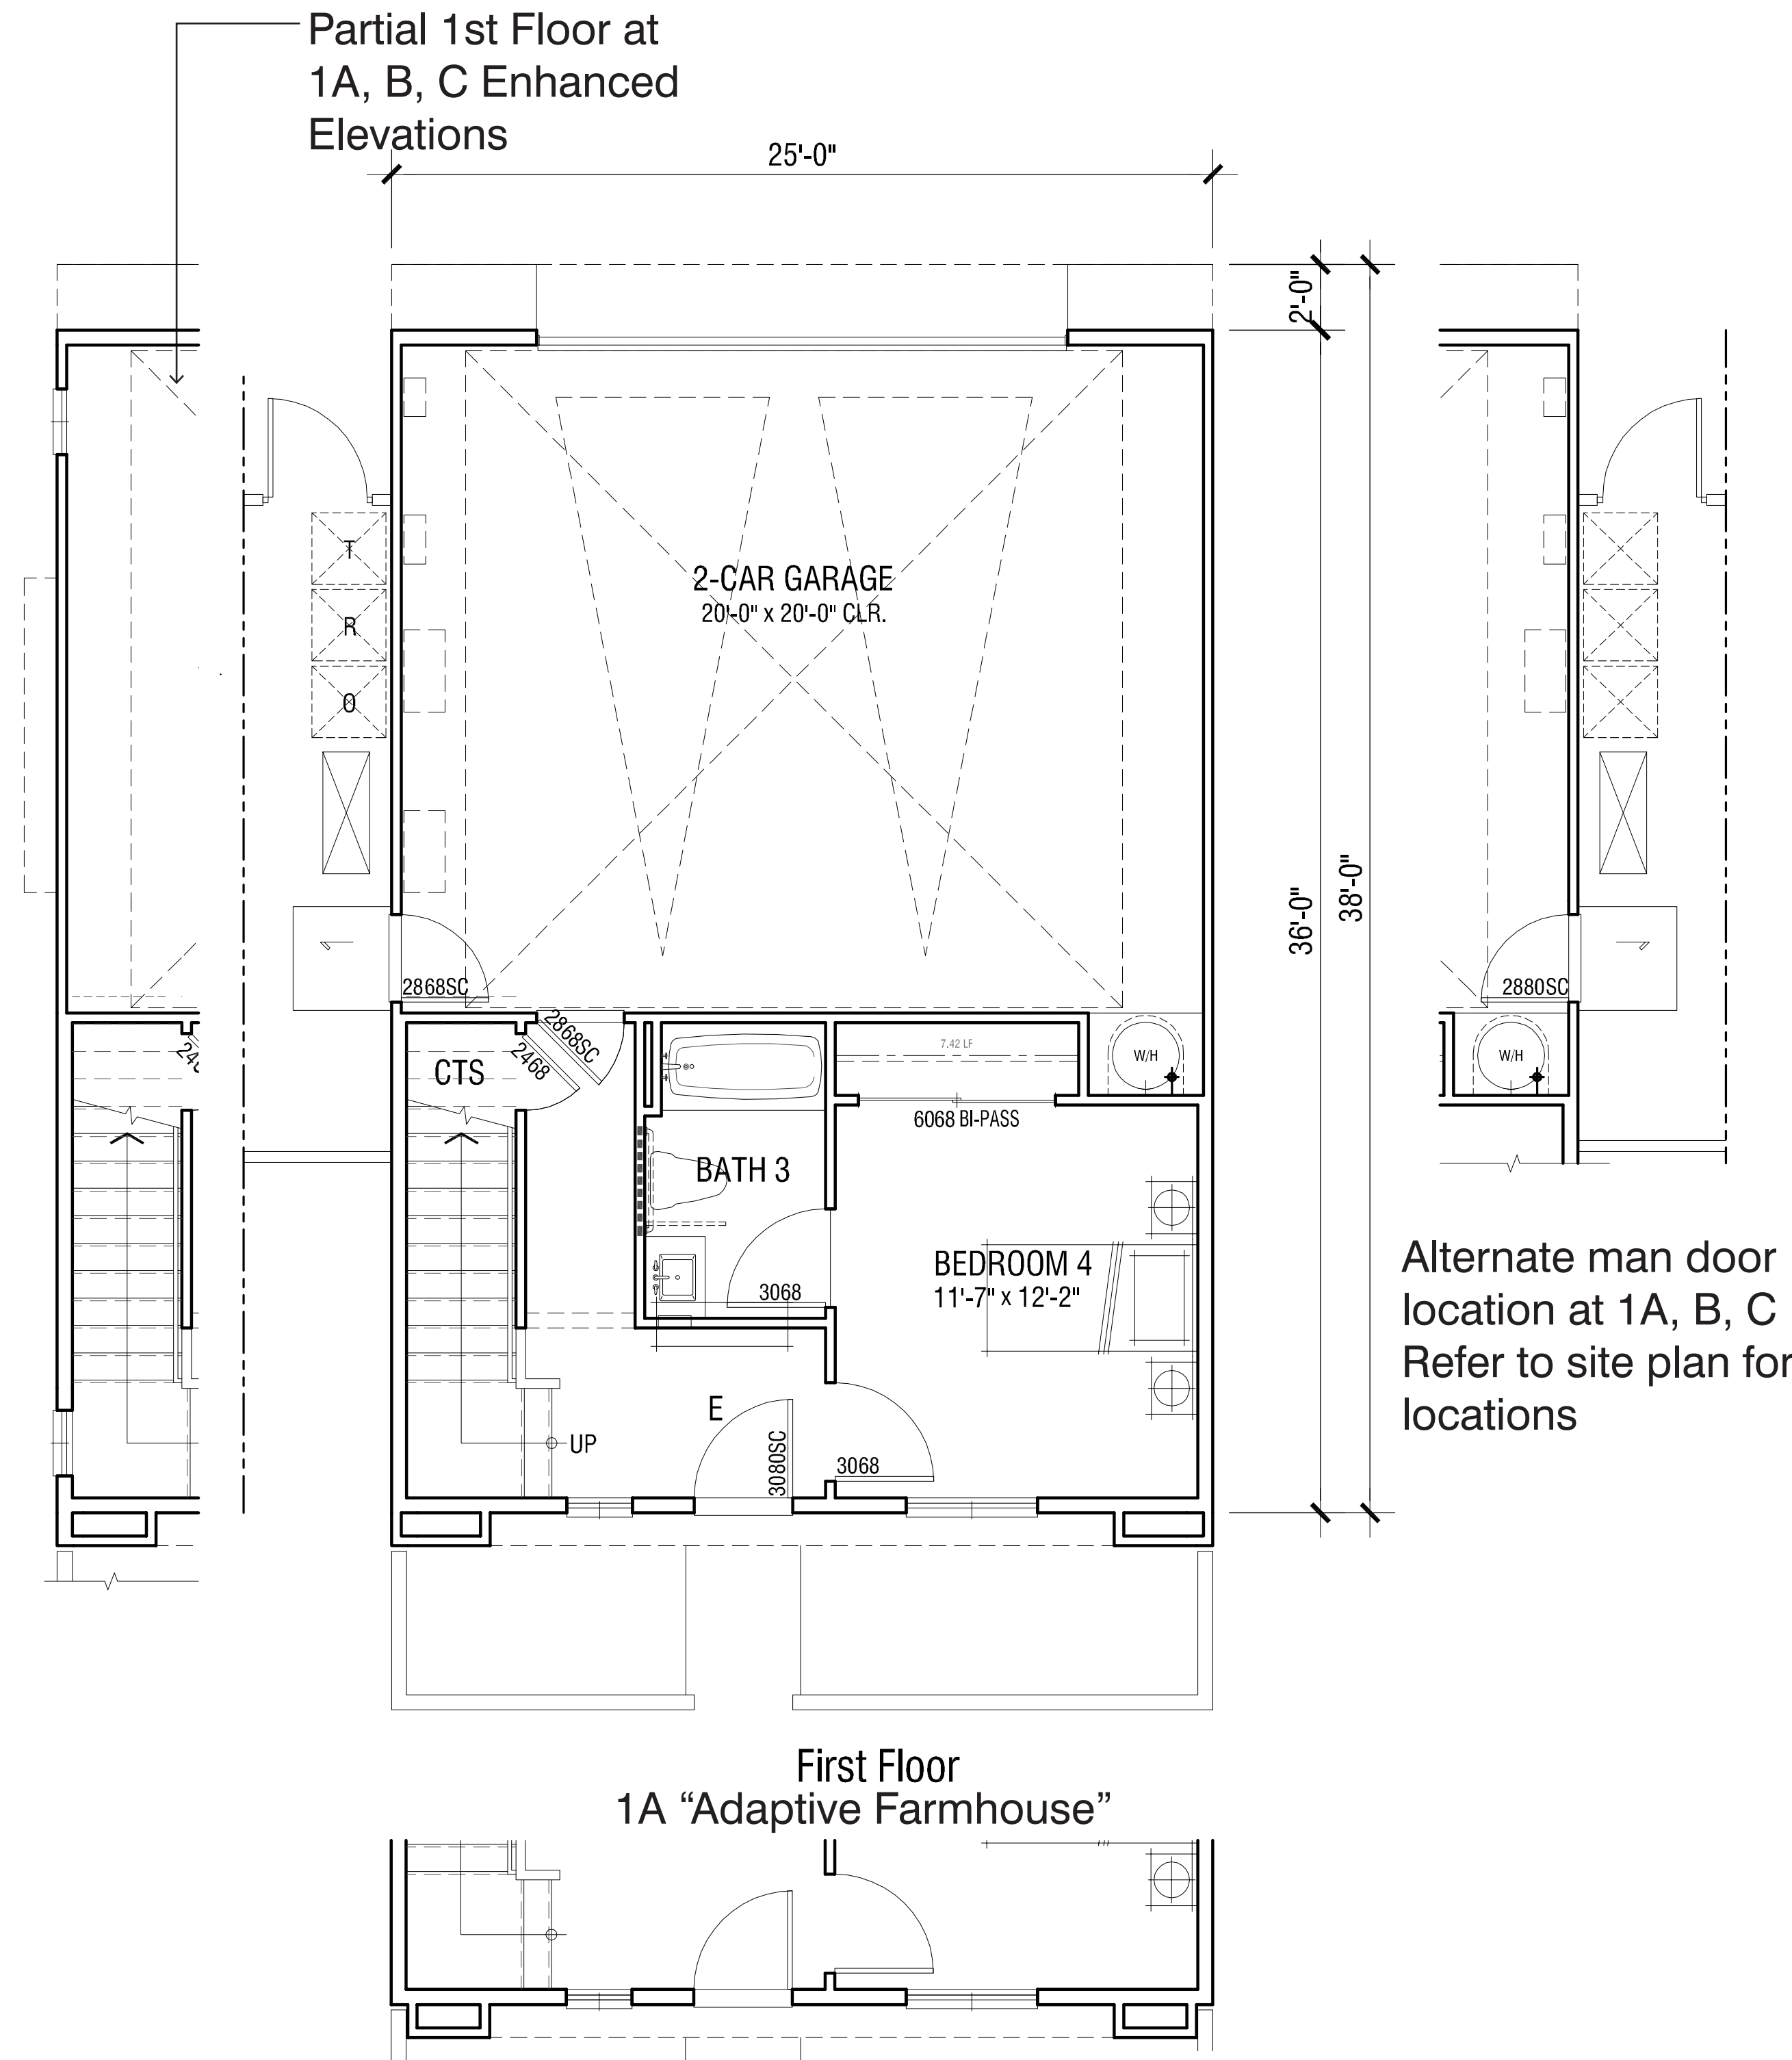 Partial 1st Floor at
1A, B, C Enhanced
Elevations
25'-0"
2'-0"
T
R
O
2-CAR GARAGE
20'-0" x 20'-0" CLR.
36'-0"
38'-0"
2868SC
2868SC
2468
CTS
7.42 LF
W/H
6068 BI-PASS
BATH 3
3068
BEDROOM 4
11'-7" x 12'-2"
E
UP
3080SC
3068
2880SC
W/H
Alternate man door
location at 1A, B, C
Refer to site plan for
locations
First Floor
1A “Adaptive Farmhouse”